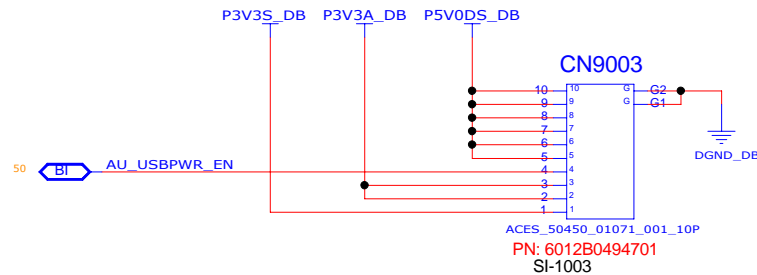 P3V3S_DB P3V3A_DB P5V0DS_DB
CN9003
10 10 G G2
9 9 G G1
8 8
7 7
6 6
5 5
50 BI AU_USBPWR_EN 4 4
3 3
2 2
1 1
DGND_DB
ACES_50450_01071_001_10P
PN: 6012B0494701
SI-1003